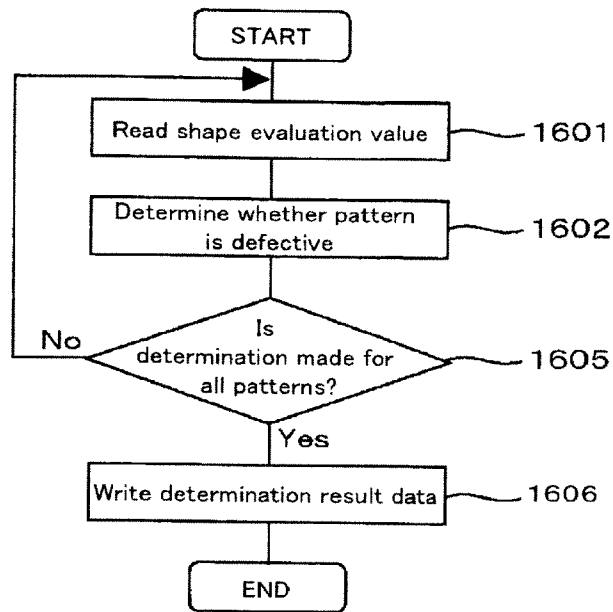 START
Read shape evaluation value
1601
Determine whether pattern
is defective
1602
Is
determination made for
all patterns?
1605
No
Yes
Write determination result data
1606
END